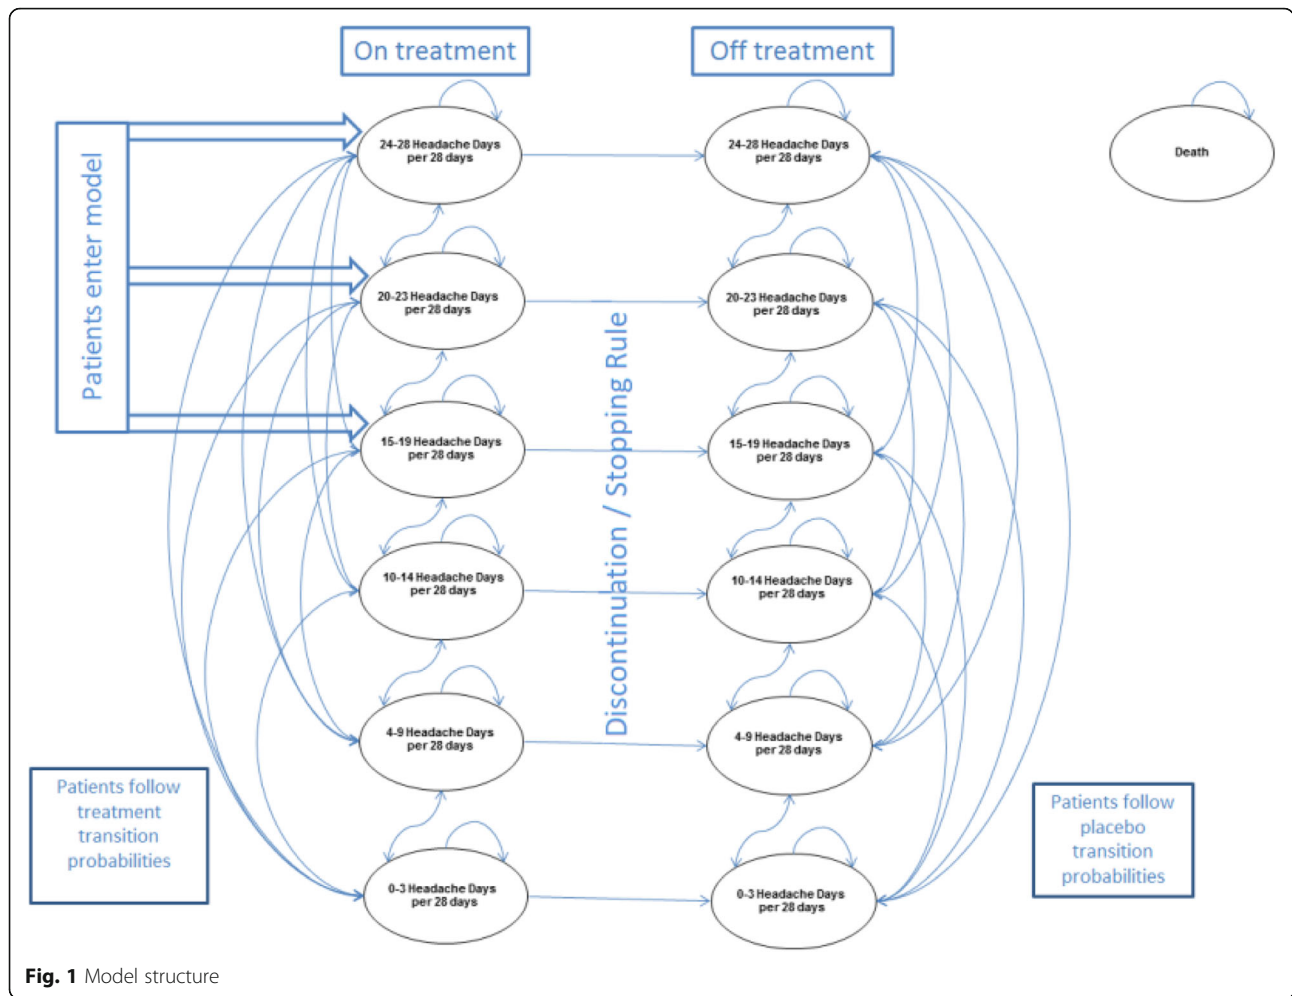 On treatment
Off treatment
Patients enter model
24-28 Headache Days
per 28 days
24-28 Headache Days
per 28 days
Death
20-23 Headache Days
per 28 days
20-23 Headache Days
per 28 days
Discontinuation / Stopping Rule
15-19 Headache Days
per 28 days
15-19 Headache Days
per 28 days
10-14 Headache Days
per 28 days
10-14 Headache Days
per 28 days
4-9 Headache Days
per 28 days
4-9 Headache Days
per 28 days
Patients follow
treatment
transition
probabilities
Patients follow
placebo
transition
probabilities
0-3 Headache Days
per 28 days
0-3 Headache Days
per 28 days
Fig. 1 Model structure